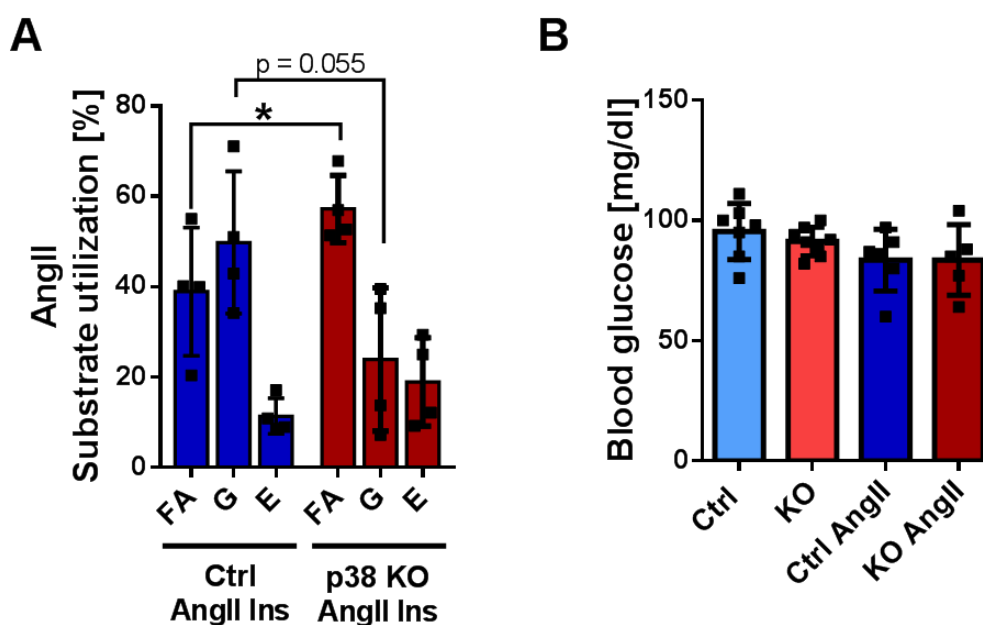 A
p = 0.055
*
AngII
Substrate utilization [%]
80
60
40
20
0
FA
G
E
FA
G
E
Ctrl
AngII Ins
p38 KO
AngII Ins
B
Blood glucose [mg/dl]
150
100
50
0
Ctrl
KO
Ctrl AngII
KO AngII